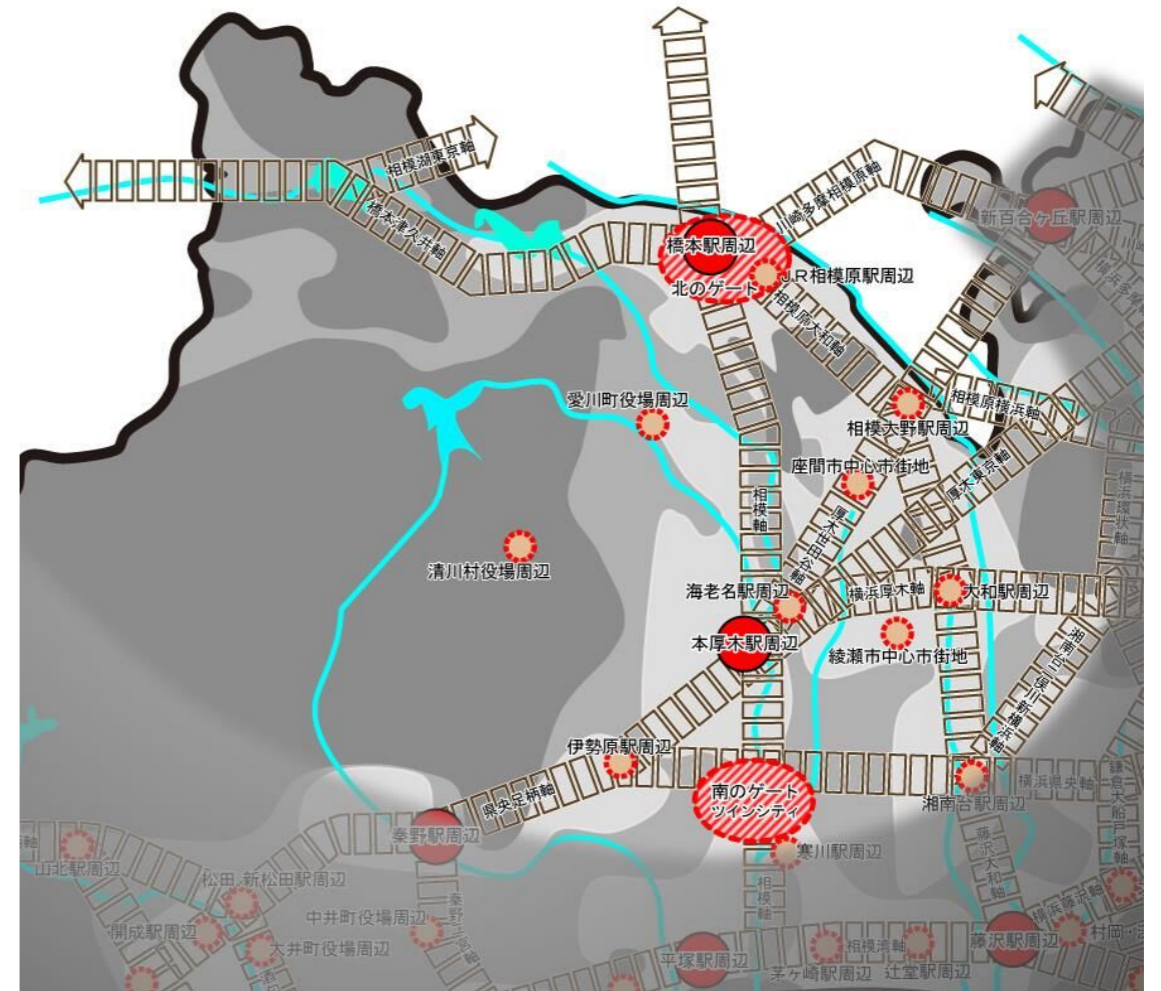 相模湖東京軸
橋本津久井軸
川崎多摩相模原軸
新百合ヶ丘駅周辺
橋本駅周辺
北のゲート
JR相模原駅周辺
相模原大和軸
愛川町役場周辺
相模大野駅周辺
相模原横浜軸
座間市中心市街地
厚木東京軸
相模軸
厚木世田谷軸
横浜環状軸
清川村役場周辺
海老名駅周辺
横浜厚木軸
大和駅周辺
本厚木駅周辺
綾瀬市中心市街地
湘南台二俣川新横浜軸
伊勢原駅周辺
南のゲート
ツインシティ
県央足柄軸
湘南台駅周辺
横浜県央軸
鎌倉大船戸塚軸
秦野駅周辺
寒川駅周辺
山北駅周辺
松田・新松田駅周辺
藤沢大和軸
相模軸
中井町役場周辺
開成駅周辺
大井町役場周辺
平塚駅周辺
相模湾軸
茅ヶ崎駅周辺
辻堂駅周辺
藤沢駅周辺
横浜藤沢軸